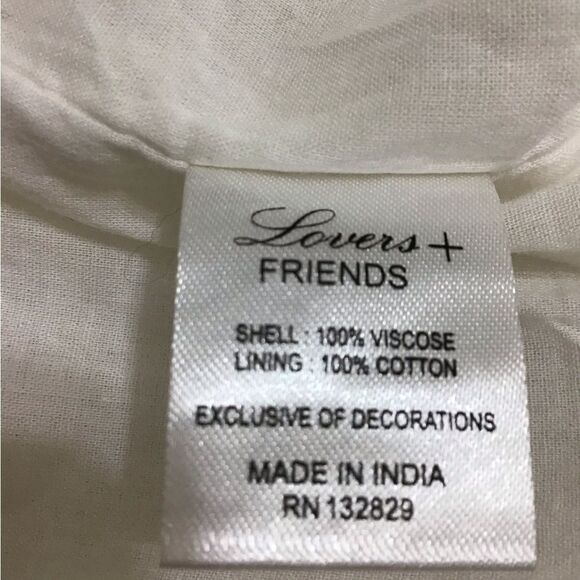 Lovers +
FRIENDS
SHELL : 100% VISCOSE
LINING : 100% COTTON
EXCLUSIVE OF DECORATIONS
MADE IN INDIA
RN 132829